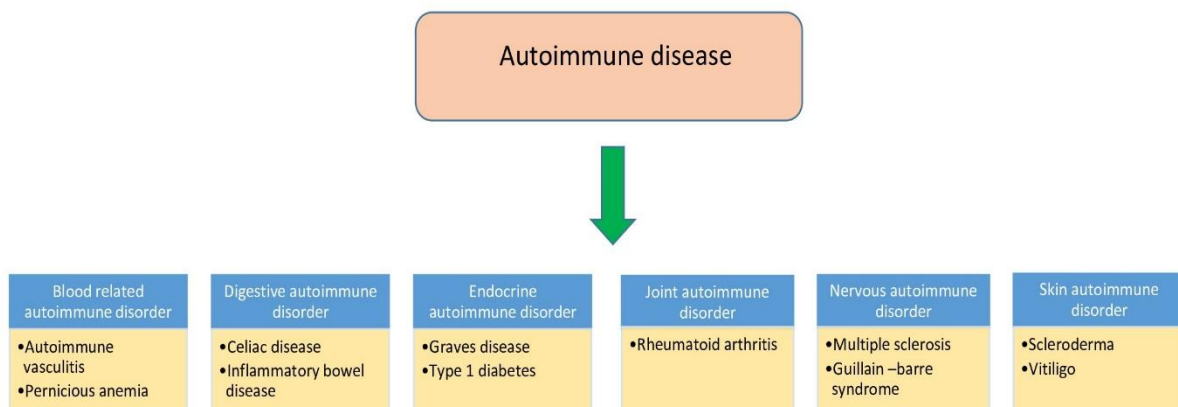 Autoimmune disease
Blood related
autoimmune disorder
•Autoimmune
vasculitis
•Pernicious anemia
Digestive autoimmune
disorder
•Celiac disease
•Inflammatory bowel
disease
Endocrine
autoimmune disorder
•Graves disease
•Type 1 diabetes
Joint autoimmune
disorder
•Rheumatoid arthritis
Nervous autoimmune
disorder
•Multiple sclerosis
•Guillain –barre
syndrome
Skin autoimmune
disorder
•Scleroderma
•Vitiligo